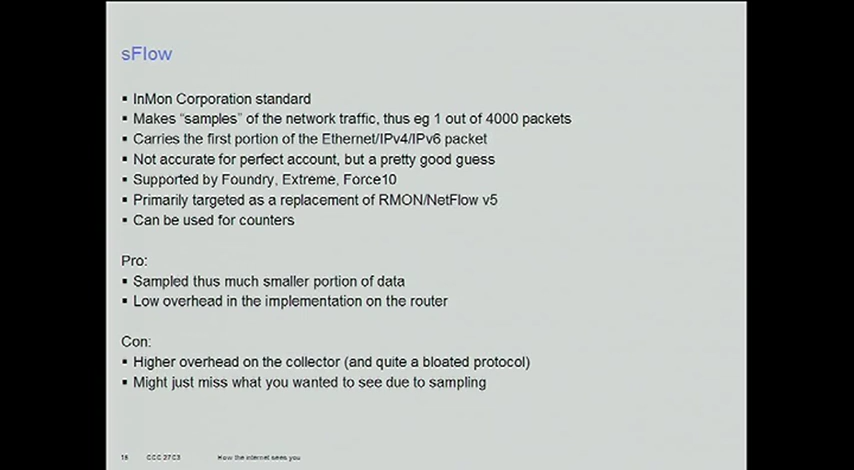 sFlow
▪ InMon Corporation standard
▪ Makes “samples” of the network traffic, thus eg 1 out of 4000 packets
▪ Carries the first portion of the Ethernet/IPv4/IPv6 packet
▪ Not accurate for perfect account, but a pretty good guess
▪ Supported by Foundry, Extreme, Force10
▪ Primarily targeted as a replacement of RMON/NetFlow v5
▪ Can be used for counters
Pro:
▪ Sampled thus much smaller portion of data
▪ Low overhead in the implementation on the router
Con:
▪ Higher overhead on the collector (and quite a bloated protocol)
▪ Might just miss what you wanted to see due to sampling
CCC 27C3 How the internet sees you